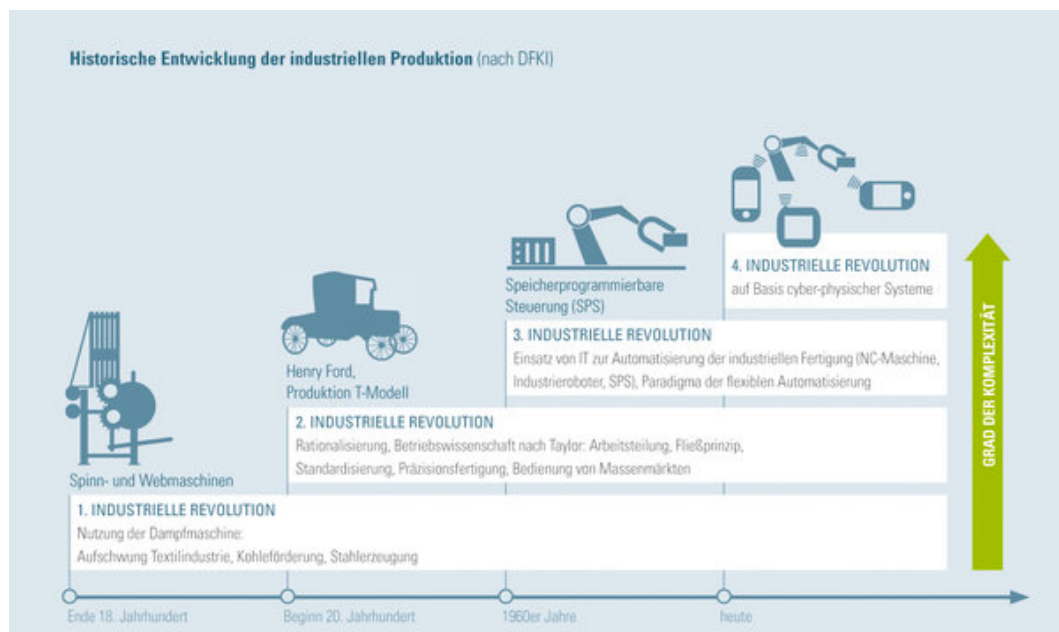 Historische Entwicklung der industriellen Produktion (nach DFKI)
4. INDUSTRIELLE REVOLUTION
auf Basis cyber-physischer Systeme
Speicherprogrammierbare
Steuerung (SPS)
3. INDUSTRIELLE REVOLUTION
Einsatz von IT zur Automatisierung der industriellen Fertigung (NC-Maschine,
Industrieroboter, SPS), Paradigma der flexiblen Automatisierung
Henry Ford,
Produktion T-Modell
2. INDUSTRIELLE REVOLUTION
Rationalisierung, Betriebswissenschaft nach Taylor: Arbeitsteilung, Fließprinzip,
Standardisierung, Präzisionsfertigung, Bedienung von Massenmärkten
Spinn- und Webmaschinen
1. INDUSTRIELLE REVOLUTION
Nutzung der Dampfmaschine:
Aufschwung Textilindustrie, Kohleförderung, Stahlerzeugung
GRAD DER KOMPLEXITÄT
Ende 18. Jahrhundert
Beginn 20. Jahrhundert
1960er Jahre
heute